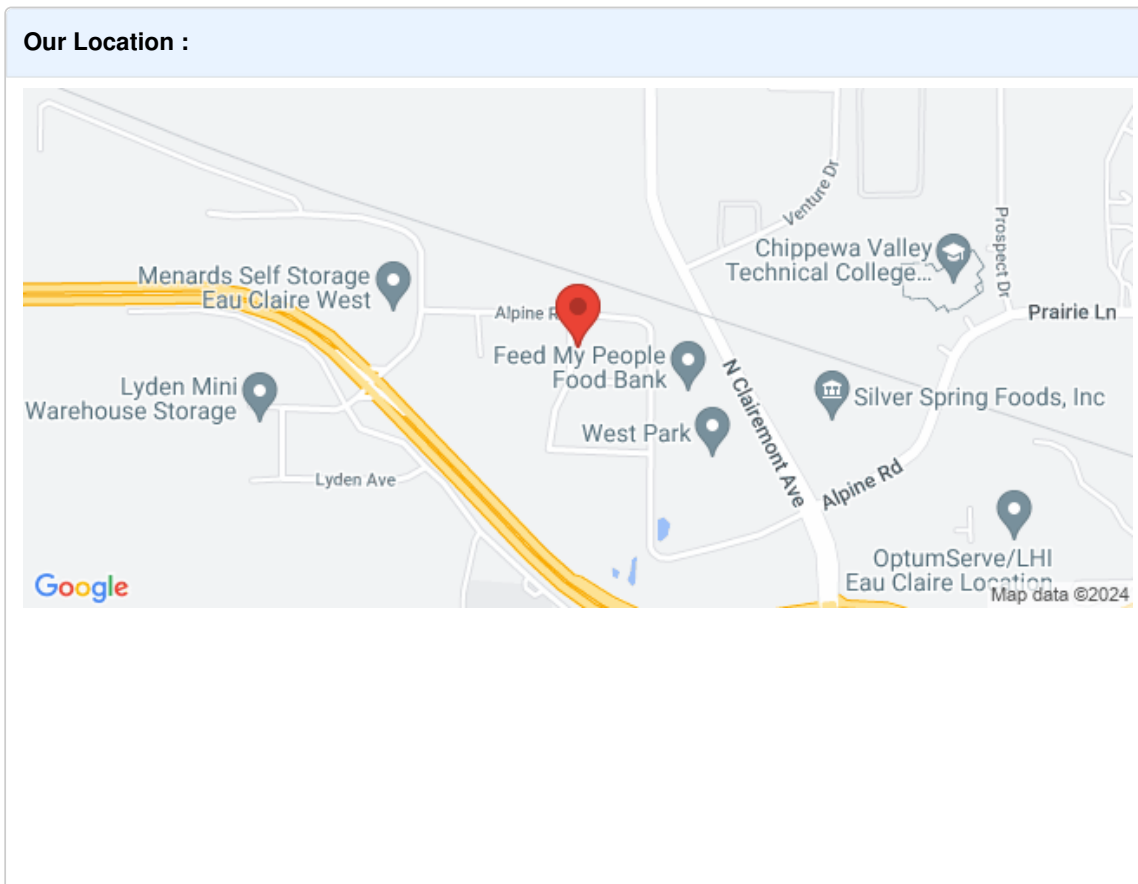 Our Location :
Venture Dr
Prospect Dr
Chippewa Valley
Technical College...
Menards Self Storage
Eau Claire West
Alpine R
Prairie Ln
Feed My People
Food Bank
N Clairemont Ave
Lyden Mini
Warehouse Storage
Silver Spring Foods, Inc
West Park
Alpine Rd
Lyden Ave
OptumServe/LHI
Eau Claire Location
Google
Map data ©2024